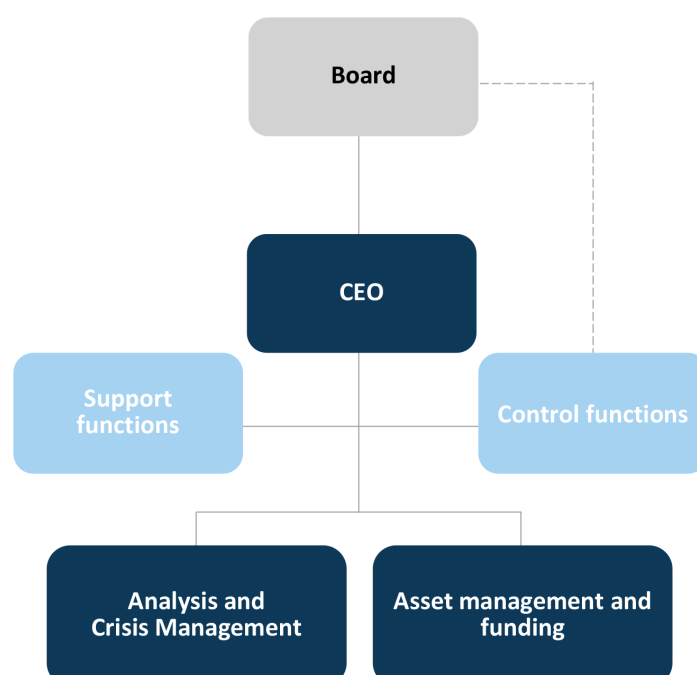 Board
CEO
Support
functions
Control functions
Analysis and
Crisis Management
Asset management and
funding